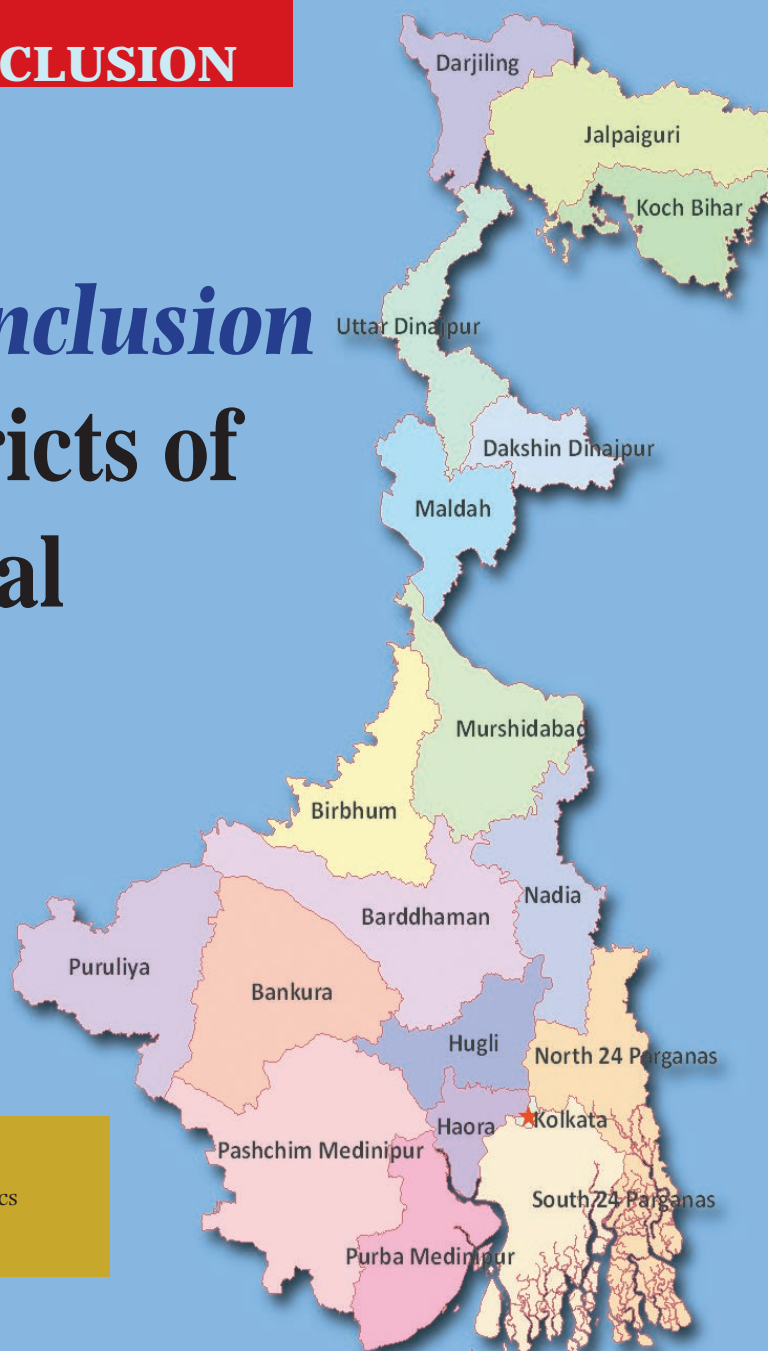 CLUSION
nclusion
ricts of
al
cs
Darjiling
Jalpaiguri
Koch Bihar
Uttar Dinajpur
Dakshin Dinajpur
Maldah
Murshidabad
Birbhum
Nadia
Barddhaman
Puruliya
Bankura
Hugli
North 24 Parganas
Kolkata
Haora
Pashchim Medinipur
South 24 Parganas
Purba Medinipur